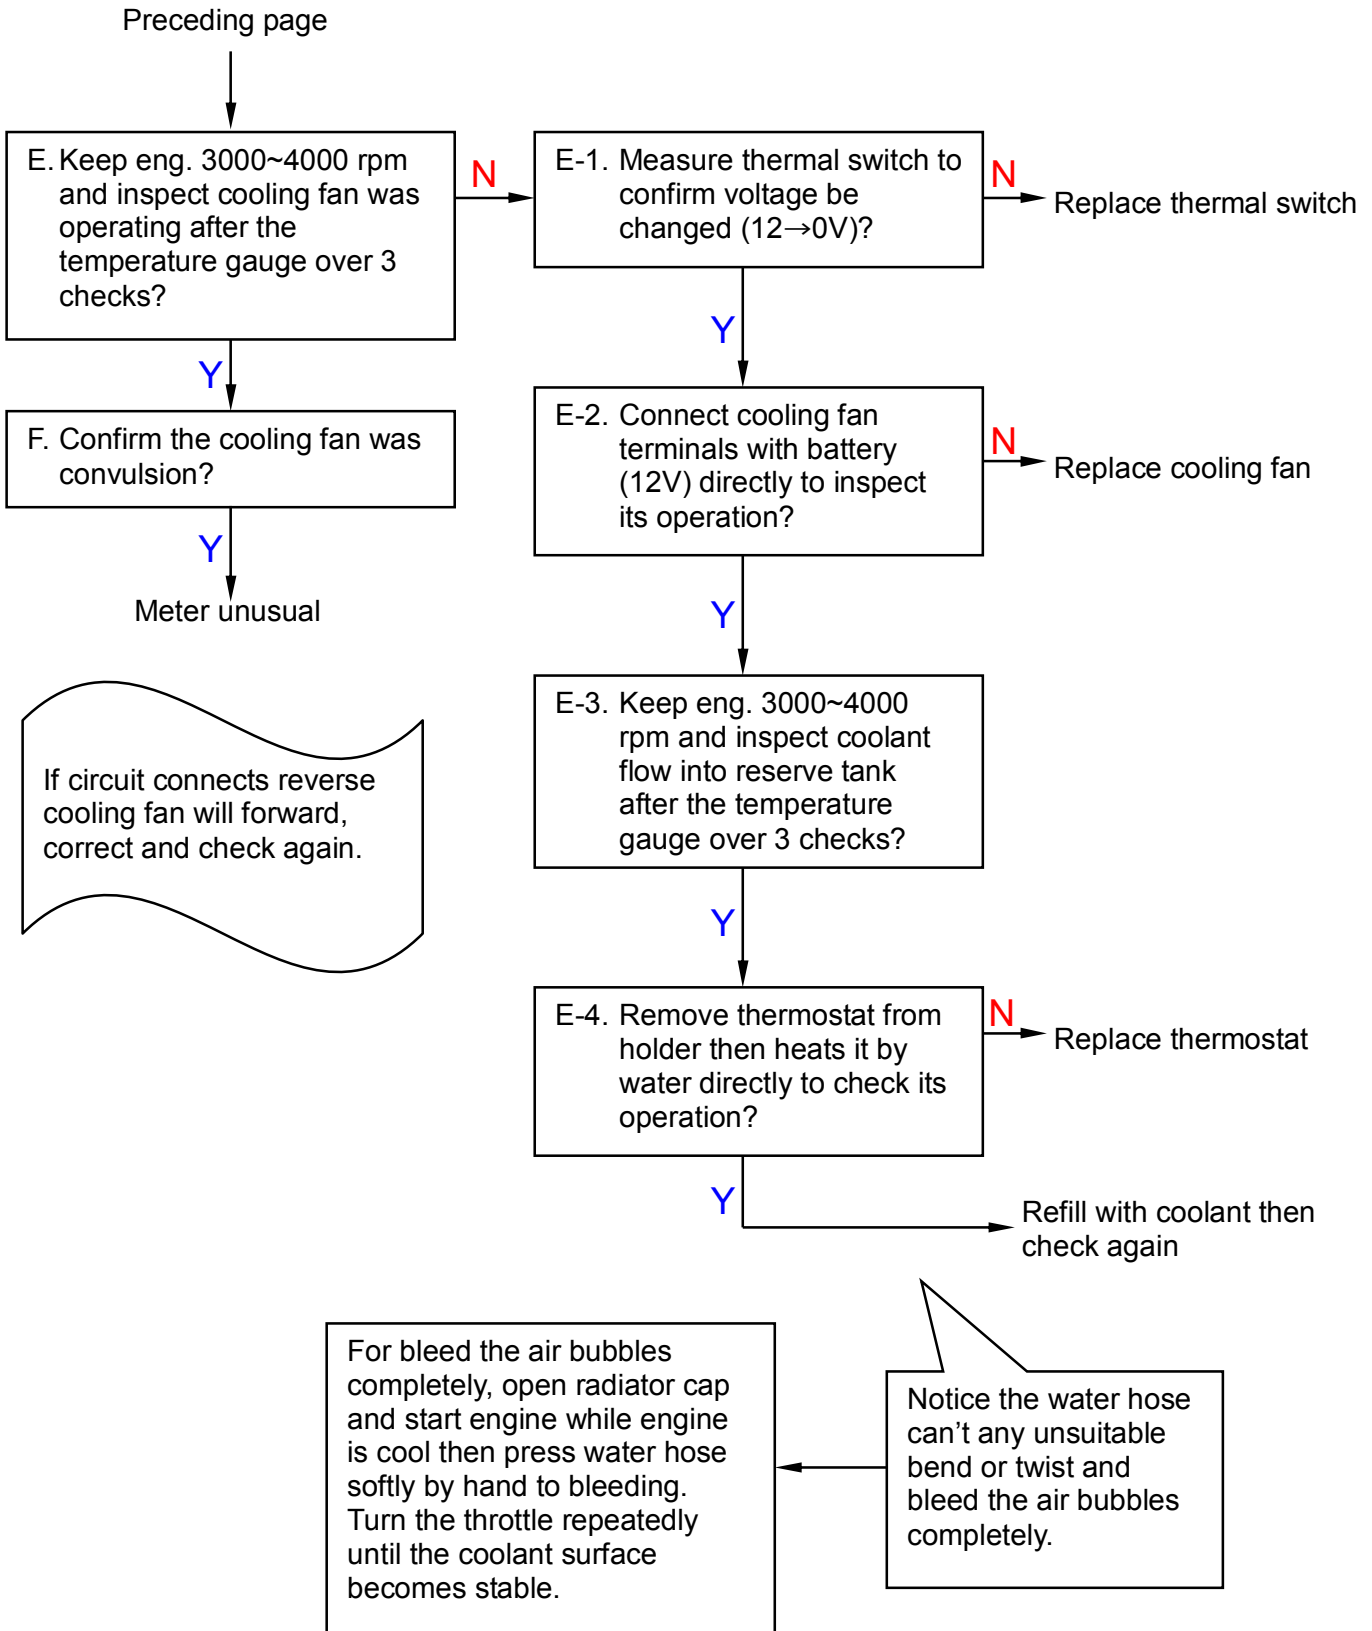 Preceding page
E. Keep eng. 3000~4000 rpm
and inspect cooling fan was
operating after the
temperature gauge over 3
checks?
N
E-1. Measure thermal switch to
confirm voltage be
changed (12→0V)?
N
Replace thermal switch
Y
Y
F. Confirm the cooling fan was
convulsion?
E-2. Connect cooling fan
terminals with battery
(12V) directly to inspect
its operation?
N
Replace cooling fan
Y
Meter unusual
Y
If circuit connects reverse
cooling fan will forward,
correct and check again.
E-3. Keep eng. 3000~4000
rpm and inspect coolant
flow into reserve tank
after the temperature
gauge over 3 checks?
Y
E-4. Remove thermostat from
holder then heats it by
water directly to check its
operation?
N
Replace thermostat
Y
Refill with coolant then
check again
For bleed the air bubbles
completely, open radiator cap
and start engine while engine
is cool then press water hose
softly by hand to bleeding.
Turn the throttle repeatedly
until the coolant surface
becomes stable.
Notice the water hose
can’t any unsuitable
bend or twist and
bleed the air bubbles
completely.